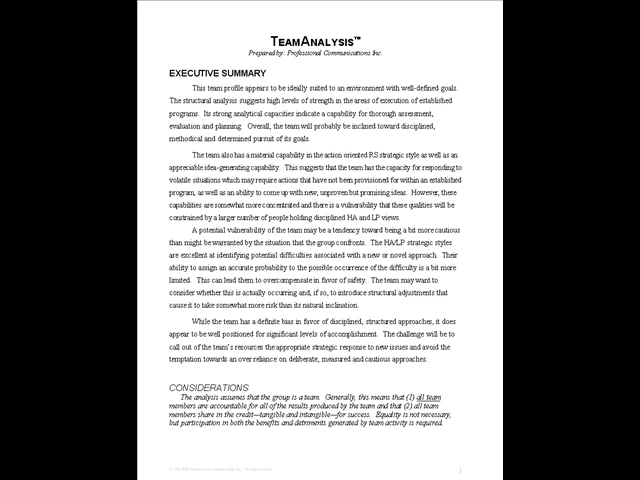 TEAMANALYSIS™
Prepared by: Professional Communications Inc.
EXECUTIVE SUMMARY
This team profile appears to be ideally suited to an environment with well-defined goals.
The structural analysis suggests high levels of strength in the areas of execution of established
programs. Its strong analytical capacities indicate a capability for thorough assessment,
evaluation and planning. Overall, the team will probably be inclined toward disciplined,
methodical and determined pursuit of its goals.
The team also has a material capability in the action oriented RS strategic style as well as an
appreciable idea-generating capability. This suggests that the team has the capacity for responding to
volatile situations which may require actions that have not been provisioned for within an established
program, as well as an ability to come up with new, unproven but promising ideas. However, these
capabilities are somewhat more concentrated and there is a vulnerability that these qualities will be
constrained by a larger number of people holding disciplined HA and LP views.
A potential vulnerability of the team may be a tendency toward being a bit more cautious
than might be warranted by the situation that the group confronts. The HA/LP strategic styles
are excellent at identifying potential difficulties associated with a new or novel approach. Their
ability to assign an accurate probability to the possible occurrence of the difficulty is a bit more
limited. This can lead them to overcompensate in favor of safety. The team may want to
consider whether this is actually occurring and, if so, to introduce structural adjustments that
cause it to take somewhat more risk than its natural inclination.
While the team has a definite bias in favor of disciplined, structured approaches, it does
appear to be well positioned for significant levels of accomplishment. The challenge will be to
call out of the team's resources the appropriate strategic response to new issues and avoid the
temptation towards an over reliance on deliberate, measured and cautious approaches.
CONSIDERATIONS
The analysis assumes that the group is a team. Generally, this means that (1) all team
members are accountable for all of the results produced by the team and that (2) all team
members share in the credit—tangible and intangible—for success. Equality is not necessary,
but participation in both the benefits and detriments generated by team activity is required.
1